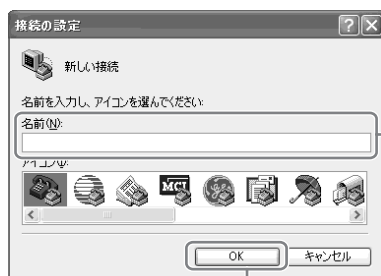 接続の設定
新しい接続
名前を入力し、アイコンを選んでください:
名前(N):
アイコン(I):
MCI
OK
キャンセル